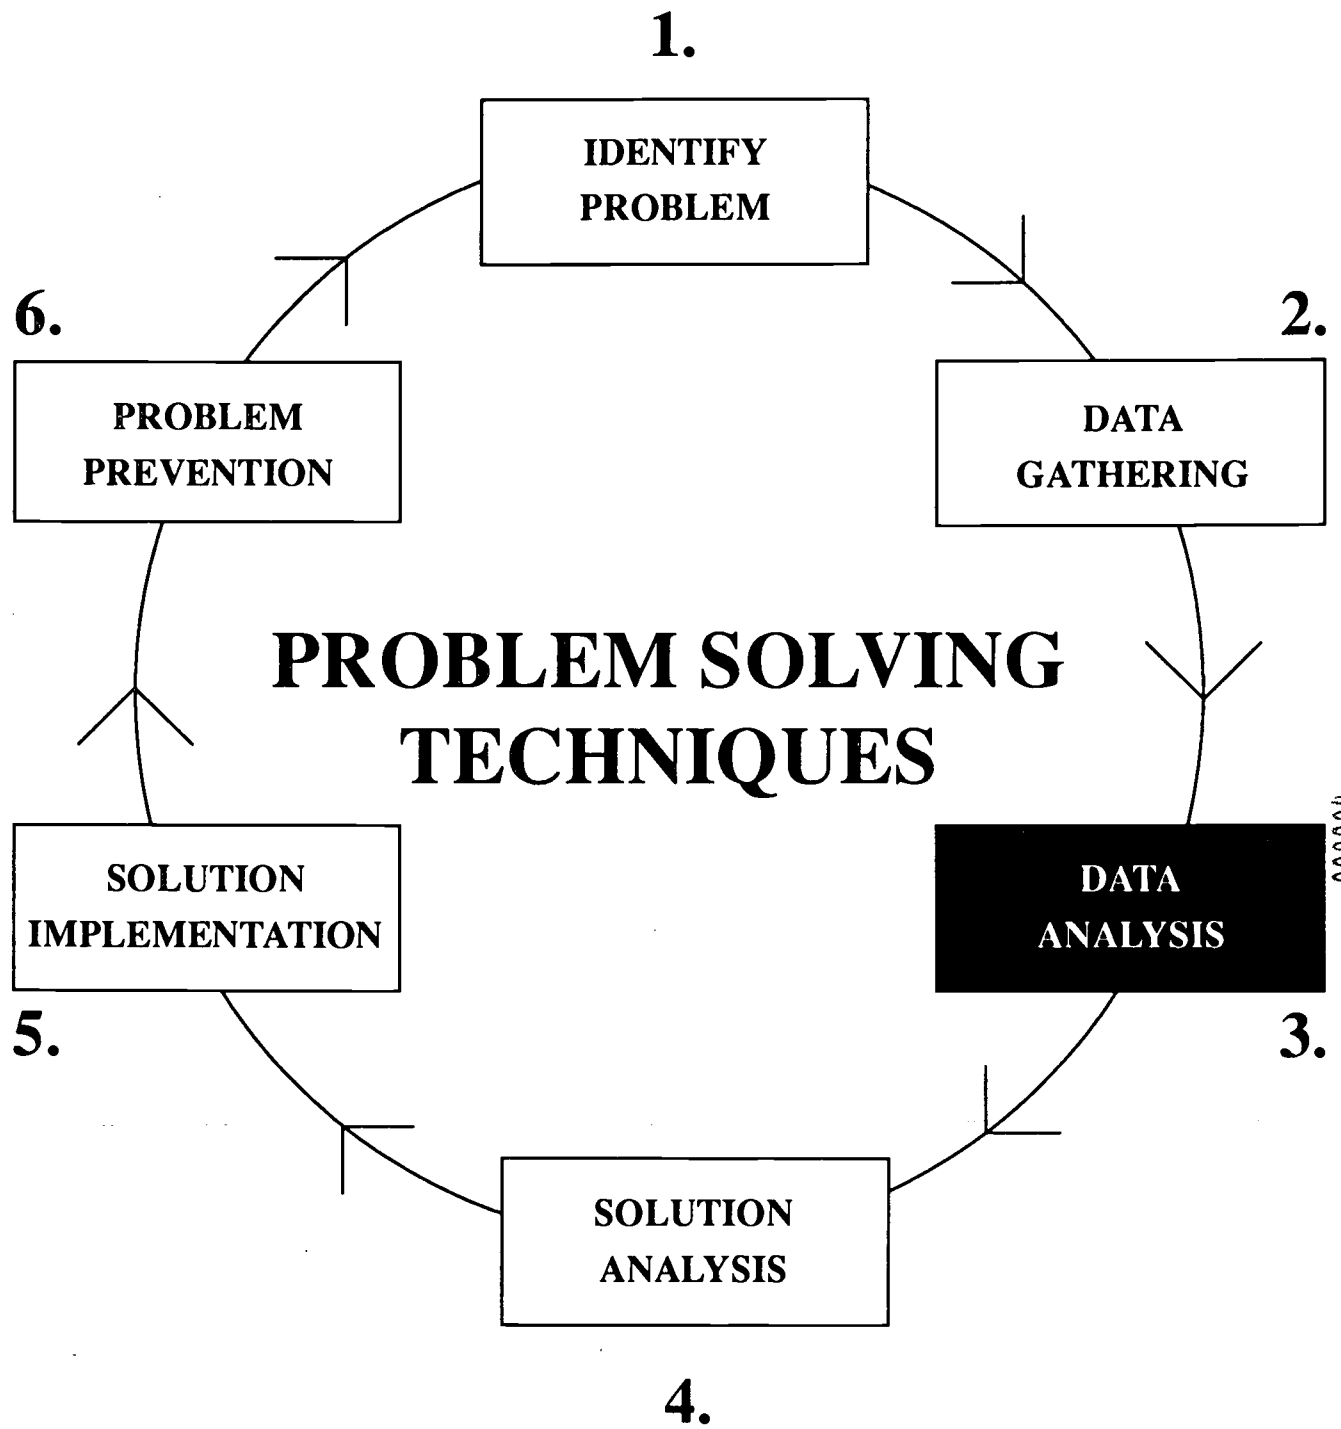 1.
IDENTIFY
PROBLEM
2.
DATA
GATHERING
3.
DATA
ANALYSIS
4.
SOLUTION
ANALYSIS
5.
SOLUTION
IMPLEMENTATION
6.
PROBLEM
PREVENTION
PROBLEM SOLVING
TECHNIQUES